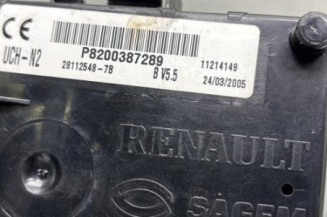 CE
UCH-N2
P8200387289
11214149
28112548-7B
B V5.5
24/03/2005
RENAULT
SAGEM